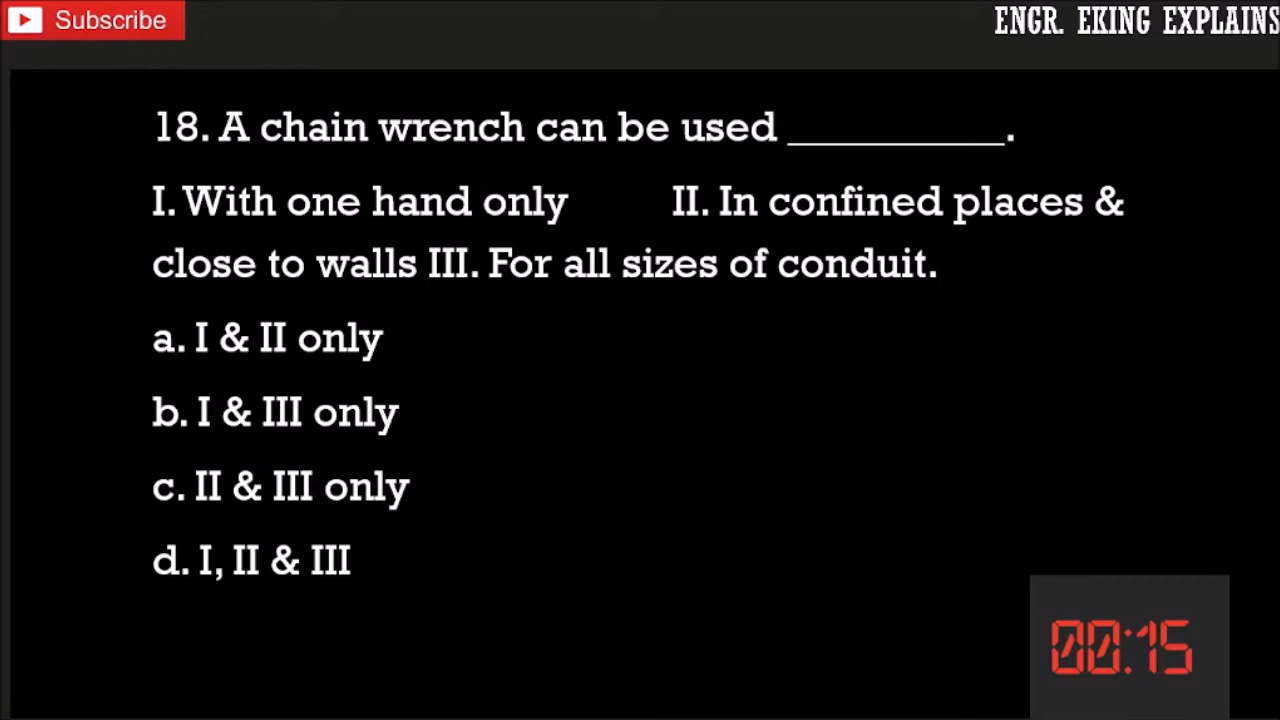 Subscribe
ENGR. EKING EXPLAINS
18. A chain wrench can be used __________.
I. With one hand only II. In confined places &
close to walls III. For all sizes of conduit.
a. I & II only
b. I & III only
c. II & III only
d. I, II & III
00:15